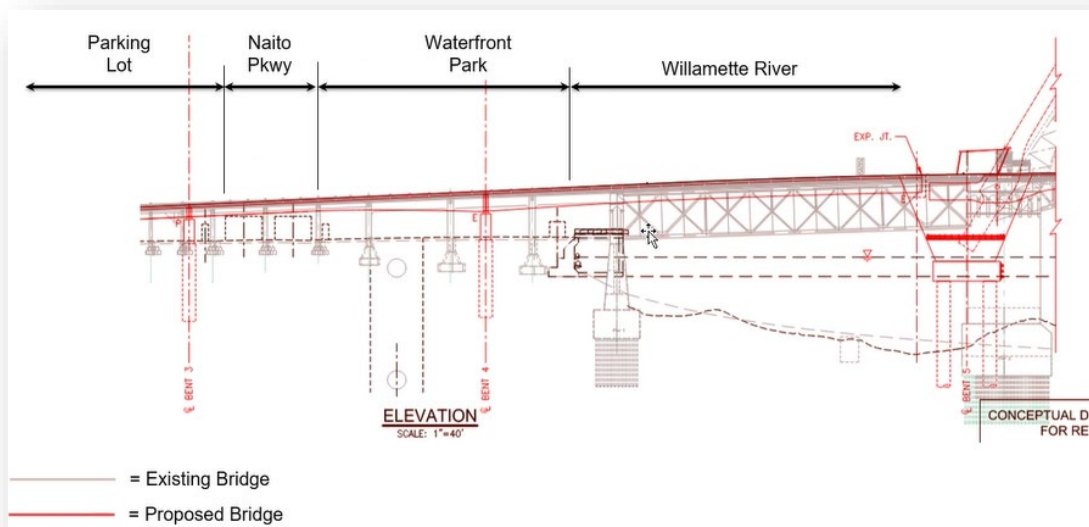 Parking
Lot
Naito
Pkwy
Waterfront
Park
Willamette River
EXP. JT.
P
E
E
BENT 3
BENT 4
BENT 5
ELEVATION
SCALE: 1"=40'
CONCEPTUAL D
FOR RE
= Existing Bridge
= Proposed Bridge